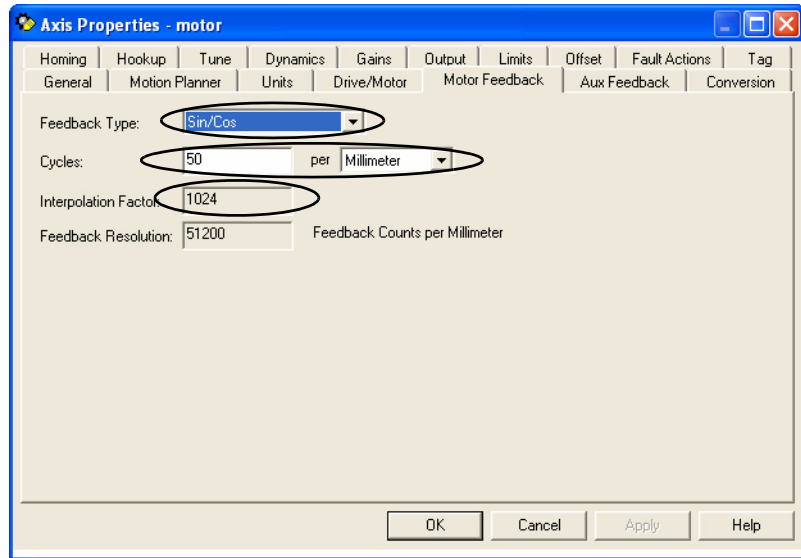 Axis Properties - motor
Homing Hookup Tune Dynamics Gains Output Limits Offset Fault Actions Tag
General Motion Planner Units Drive/Motor Motor Feedback Aux Feedback Conversion
Feedback Type: Sin/Cos
Cycles: 50 per Millimeter
Interpolation Factor: 1024
Feedback Resolution: 51200 Feedback Counts per Millimeter
OK Cancel Apply Help